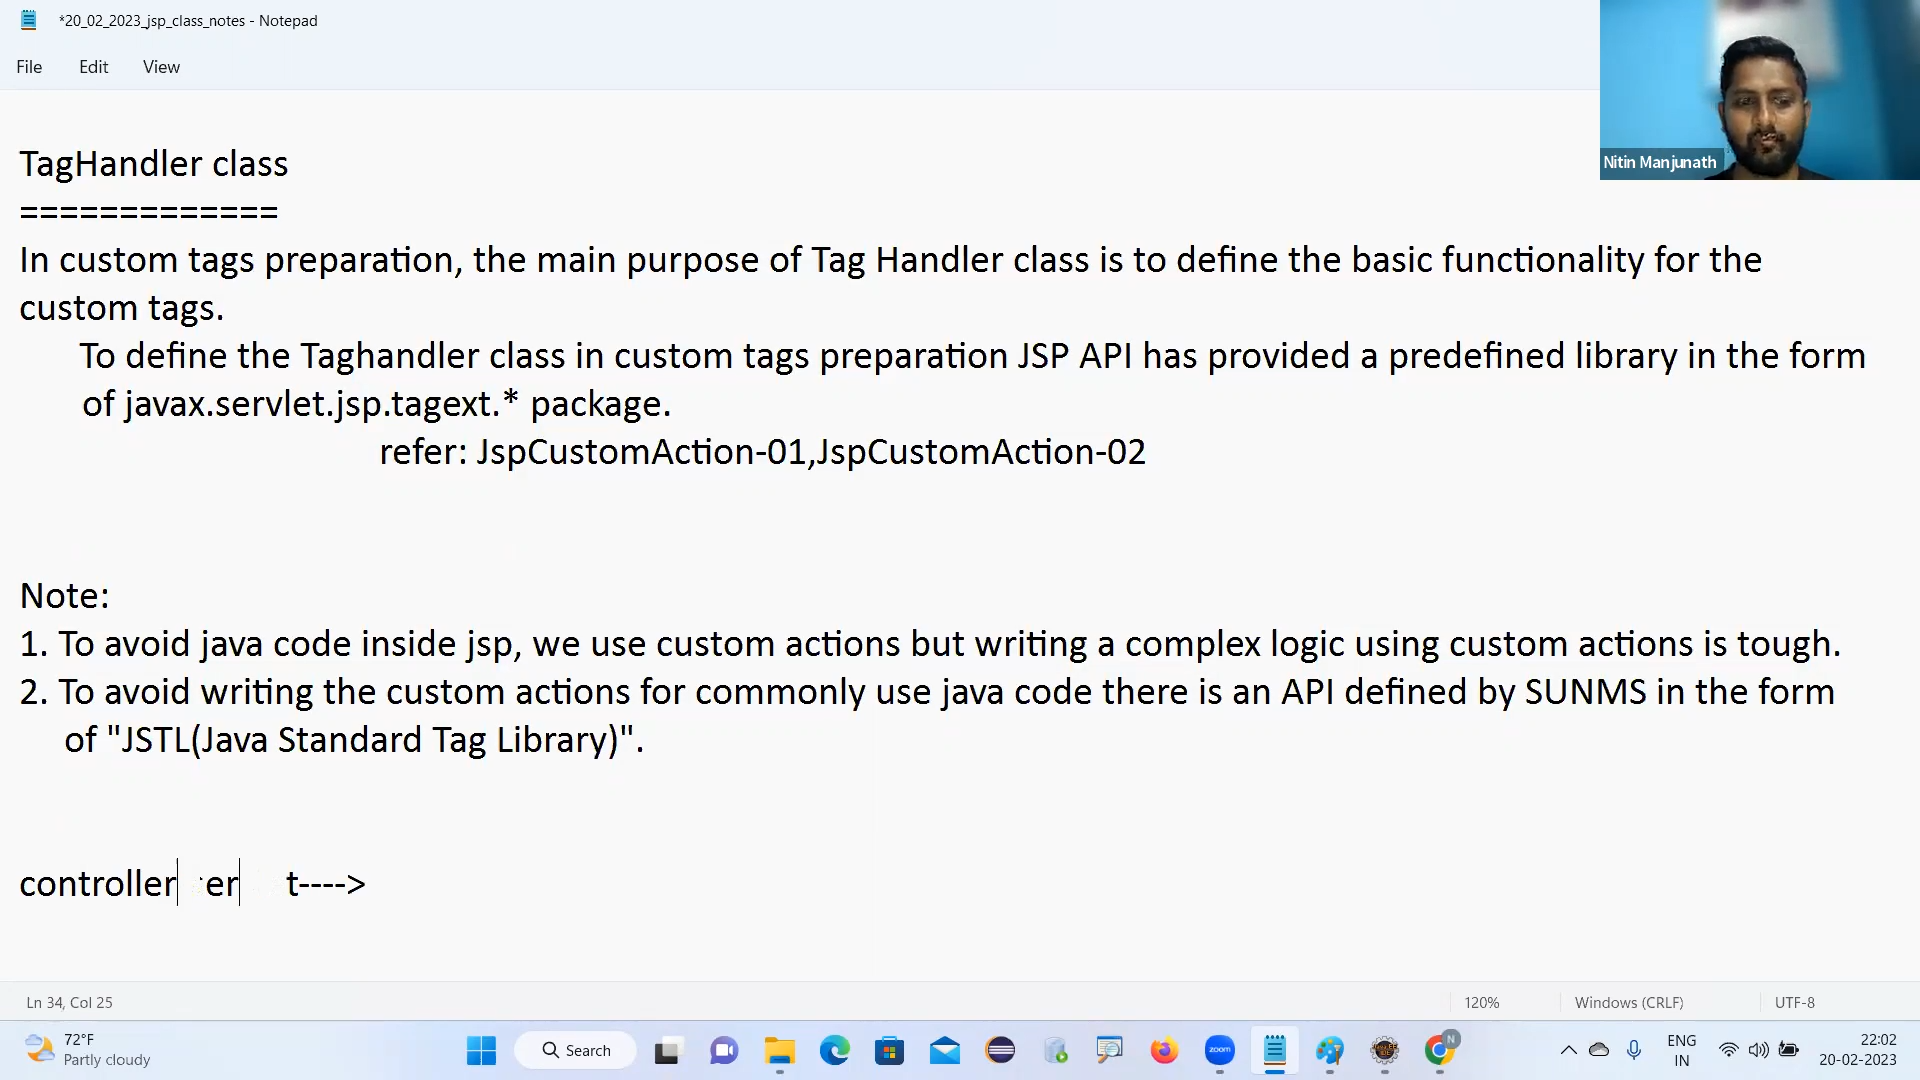 *20_02_2023_jsp_class_notes - Notepad
File Edit View
Nitin Manjunath
TagHandler class
=============
In custom tags preparation, the main purpose of Tag Handler class is to define the basic functionality for the
custom tags.
To define the Taghandler class in custom tags preparation JSP API has provided a predefined library in the form
of javax.servlet.jsp.tagext.* package.
refer: JspCustomAction-01,JspCustomAction-02
Note:
1. To avoid java code inside jsp, we use custom actions but writing a complex logic using custom actions is tough.
2. To avoid writing the custom actions for commonly use java code there is an API defined by SUNMS in the form
of "JSTL(Java Standard Tag Library)".
controller er t---->
Ln 34, Col 25 120% Windows (CRLF) UTF-8
72°F
Partly cloudy
Search
zoom
N
ENG
IN
22:02
20-02-2023